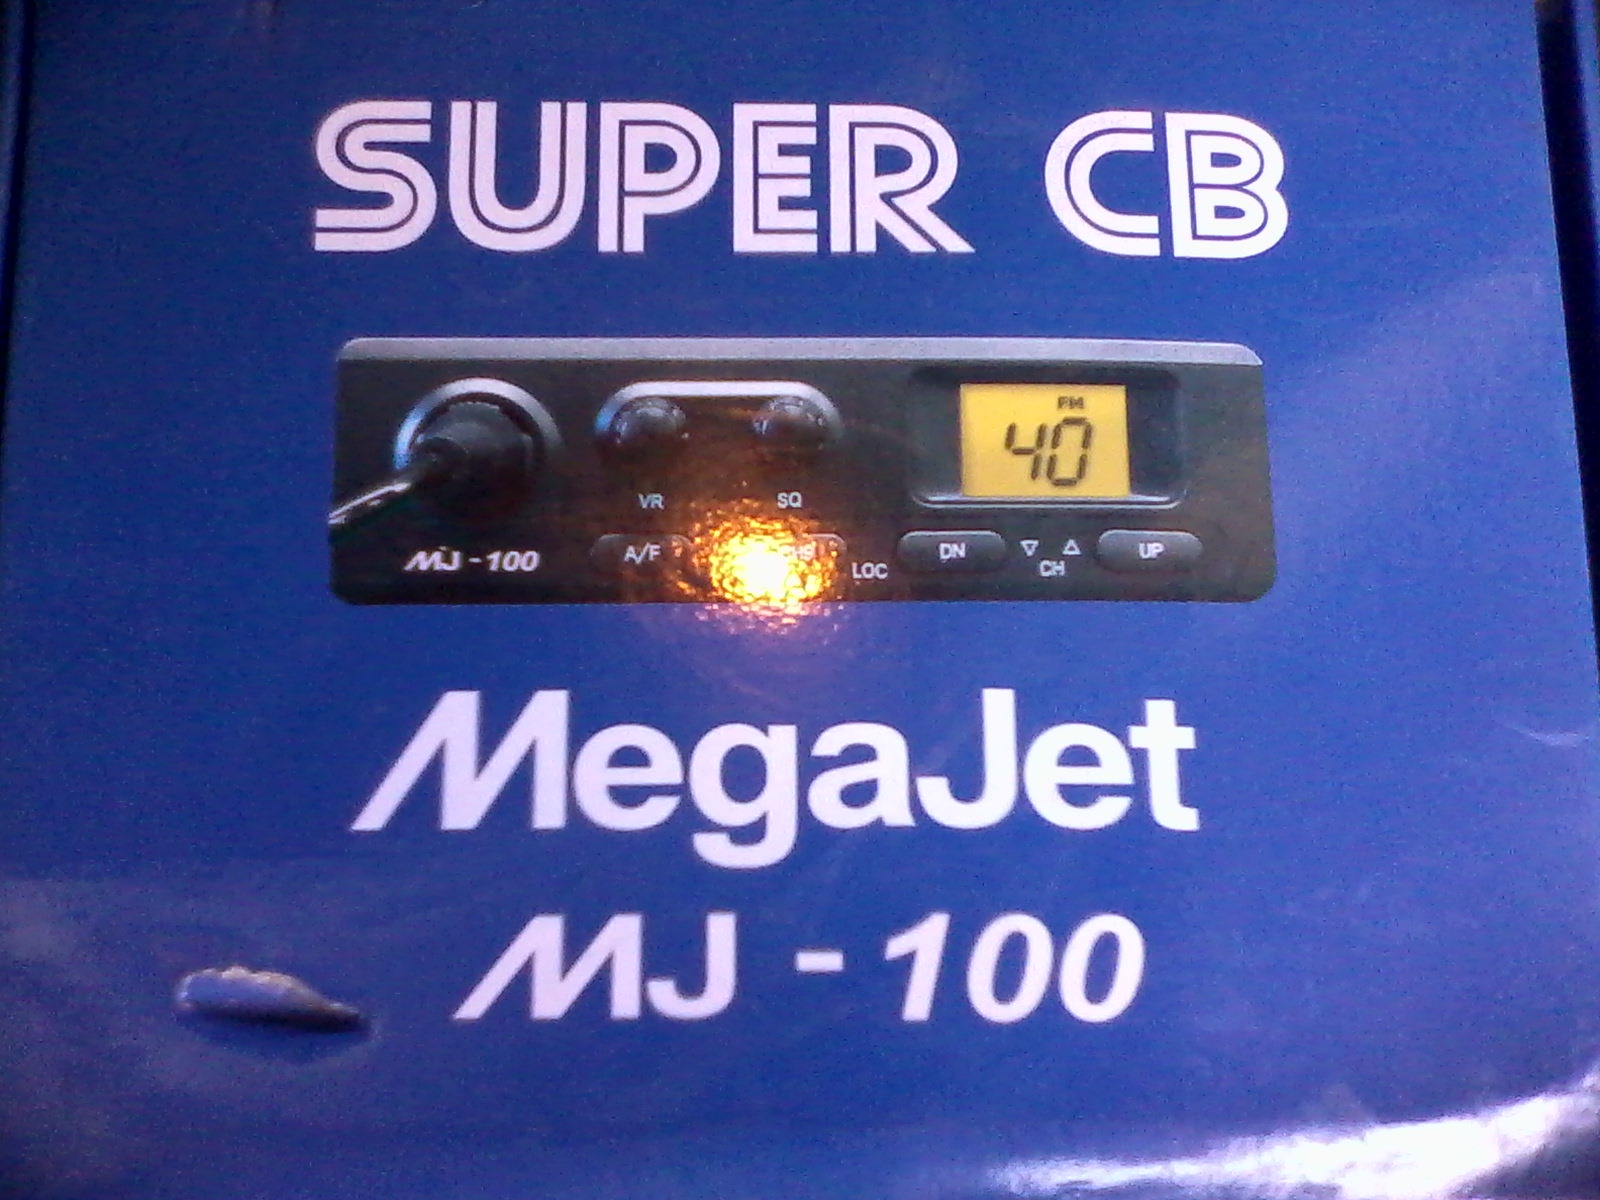 SUPER CB
FM
40
VR SQ
MJ-100 A/F LOC DN ▽ △ UP
CH
MegaJet
MJ - 100